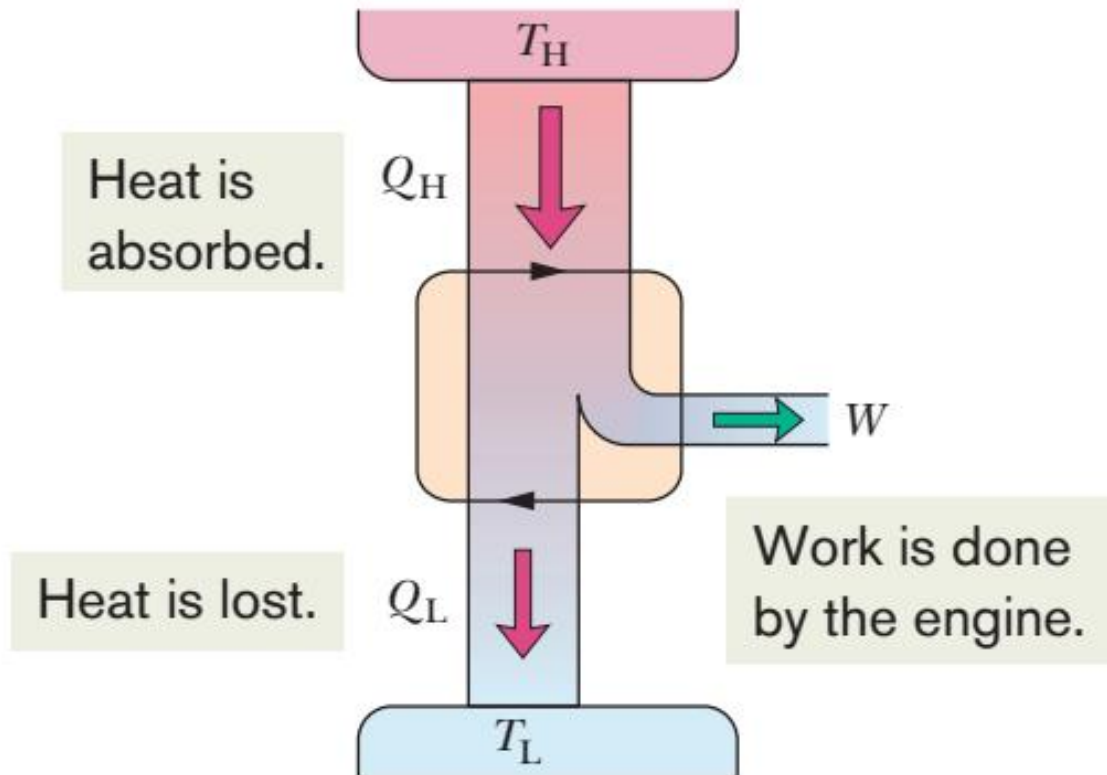 T_H
Heat is
absorbed.
Q_H
W
Work is done
by the engine.
Heat is lost.
Q_L
T_L